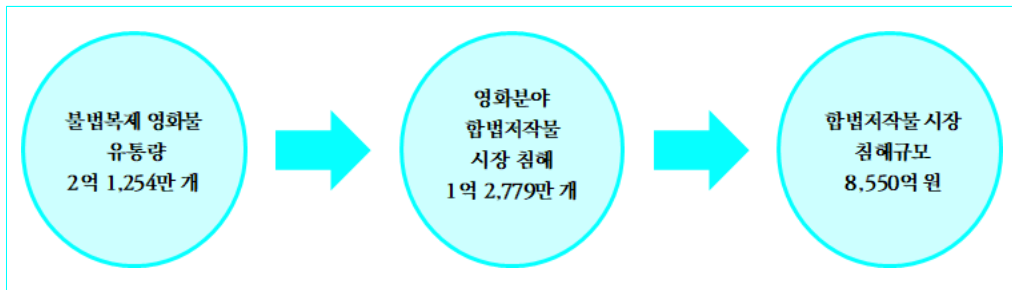 불법복제 영화물
유통량
2억 1,254만 개
영화분야
합법저작물
시장 침해
1억 2,779만 개
합법저작물 시장
침해규모
8,550억 원